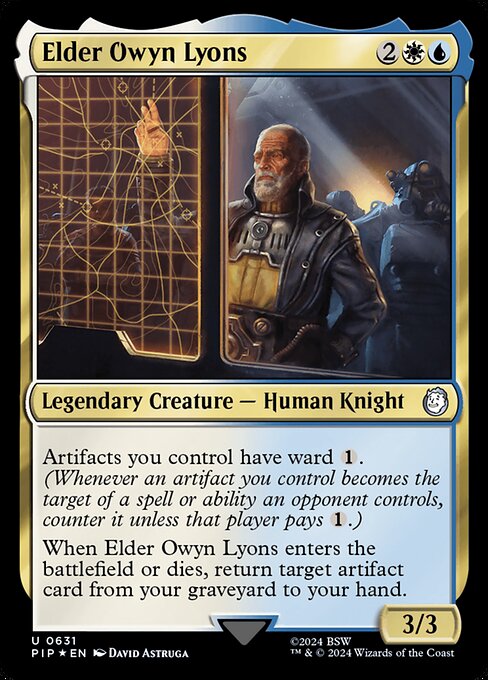 Elder Owyn Lyons 2
Legendary Creature — Human Knight
Artifacts you control have ward 1.
(Whenever an artifact you control becomes the
target of a spell or ability an opponent controls,
counter it unless that player pays 1.)
When Elder Owyn Lyons enters the
battlefield or dies, return target artifact
card from your graveyard to your hand.
3/3
U 0631
PIP ★ EN David Astruga
©2024 BSW
™ & © 2024 Wizards of the Coast